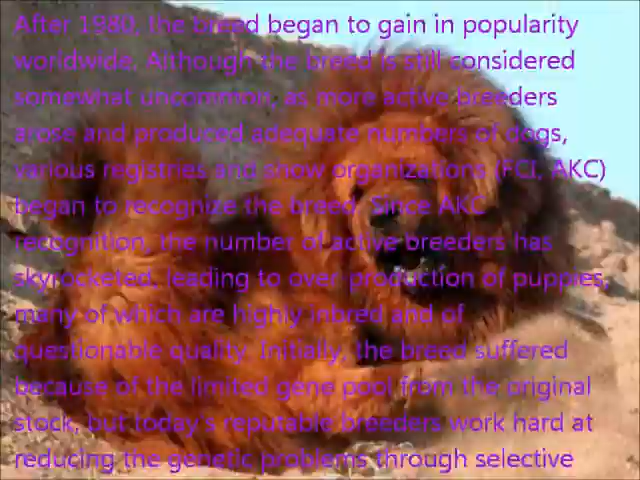 After 1980, the breed began to gain in popularity
worldwide. Although the breed is still considered
somewhat uncommon, as more active breeders
arose and produced adequate numbers of dogs,
various registries and show organizations (FCI, AKC)
began to recognize the breed. Since AKC
recognition, the number of active breeders has
skyrocketed, leading to over-production of puppies,
many of which are highly inbred and of
questionable quality. Initially, the breed suffered
because of the limited gene pool from the original
stock, but today's reputable breeders work hard at
reducing the genetic problems through selective